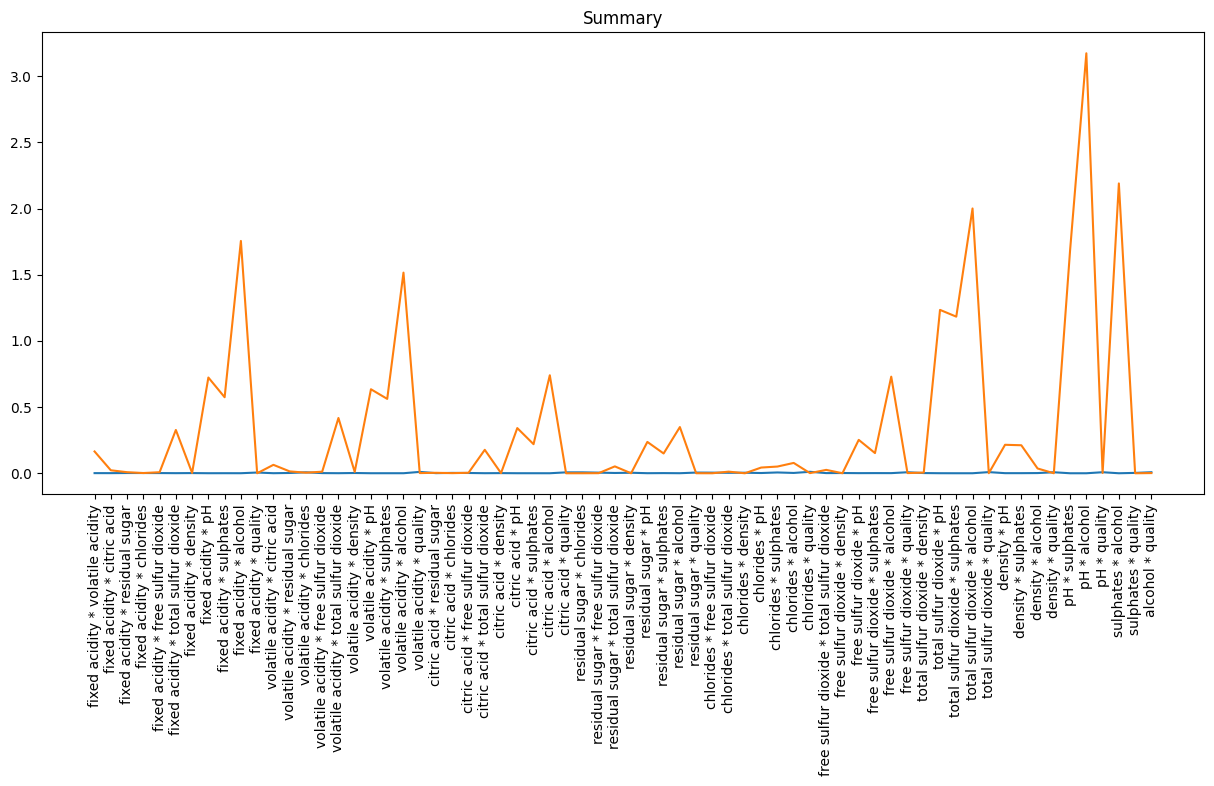 Summary
3.0
2.5
2.0
1.5
1.0
0.5
0.0
fixed acidity * volatile acidity
fixed acidity * citric acid
fixed acidity * residual sugar
fixed acidity * chlorides
fixed acidity * free sulfur dioxide
fixed acidity * total sulfur dioxide
fixed acidity * density
fixed acidity * pH
fixed acidity * sulphates
fixed acidity * alcohol
fixed acidity * quality
volatile acidity * citric acid
volatile acidity * residual sugar
volatile acidity * chlorides
volatile acidity * free sulfur dioxide
volatile acidity * total sulfur dioxide
volatile acidity * density
volatile acidity * pH
volatile acidity * sulphates
volatile acidity * alcohol
volatile acidity * quality
citric acid * residual sugar
citric acid * chlorides
citric acid * free sulfur dioxide
citric acid * total sulfur dioxide
citric acid * density
citric acid * pH
citric acid * sulphates
citric acid * alcohol
citric acid * quality
residual sugar * chlorides
residual sugar * free sulfur dioxide
residual sugar * total sulfur dioxide
residual sugar * density
residual sugar * pH
residual sugar * sulphates
residual sugar * alcohol
residual sugar * quality
chlorides * free sulfur dioxide
chlorides * total sulfur dioxide
chlorides * density
chlorides * pH
chlorides * sulphates
chlorides * alcohol
chlorides * quality
free sulfur dioxide * total sulfur dioxide
free sulfur dioxide * density
free sulfur dioxide * pH
free sulfur dioxide * sulphates
free sulfur dioxide * alcohol
free sulfur dioxide * quality
total sulfur dioxide * density
total sulfur dioxide * pH
total sulfur dioxide * sulphates
total sulfur dioxide * alcohol
total sulfur dioxide * quality
density * pH
density * sulphates
density * alcohol
density * quality
pH * sulphates
pH * alcohol
pH * quality
sulphates * alcohol
sulphates * quality
alcohol * quality